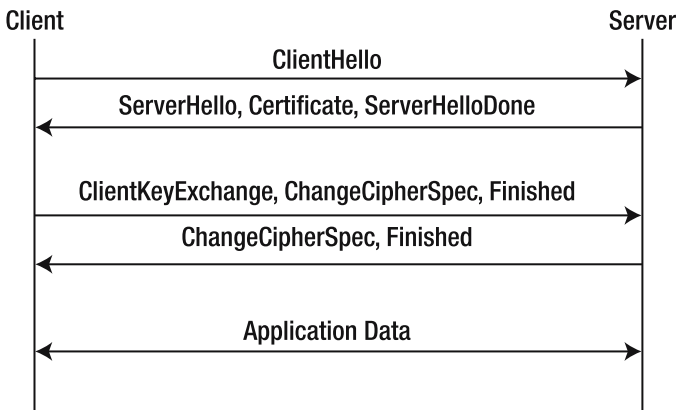 Client
Server
ClientHello
ServerHello, Certificate, ServerHelloDone
ClientKeyExchange, ChangeCipherSpec, Finished
ChangeCipherSpec, Finished
Application Data